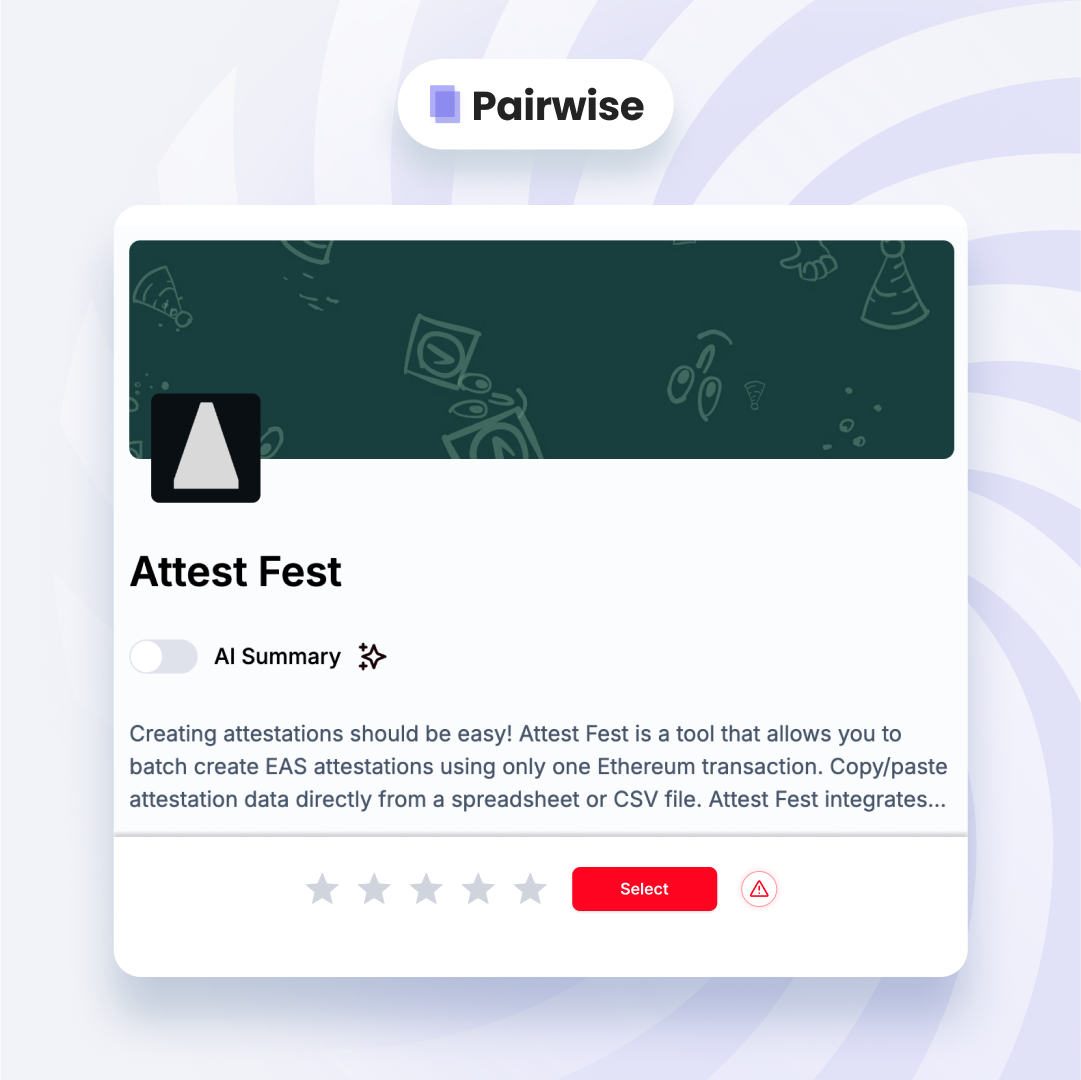 Pairwise
Attest Fest
AI Summary
Creating attestations should be easy! Attest Fest is a tool that allows you to
batch create EAS attestations using only one Ethereum transaction. Copy/paste
attestation data directly from a spreadsheet or CSV file. Attest Fest integrates...
Select